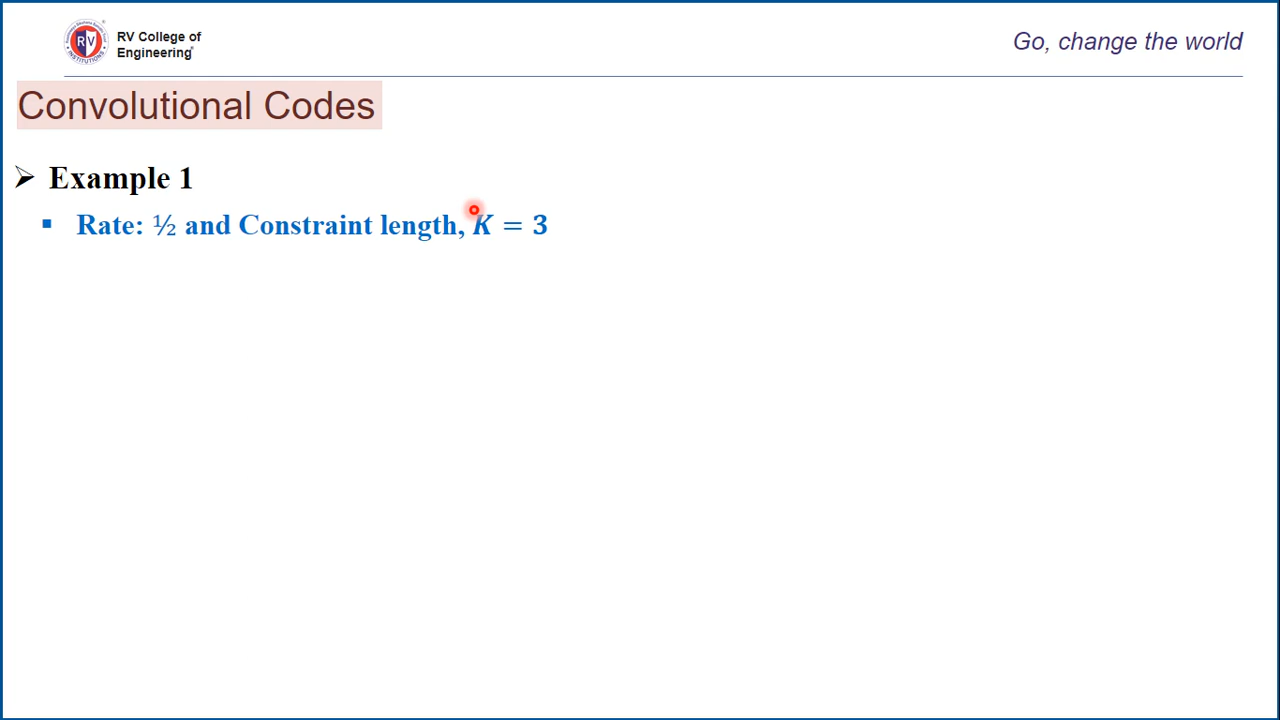 RV College of
Engineering
Go, change the world
Convolutional Codes
➢ Example 1
▪ Rate: ½ and Constraint length, K = 3